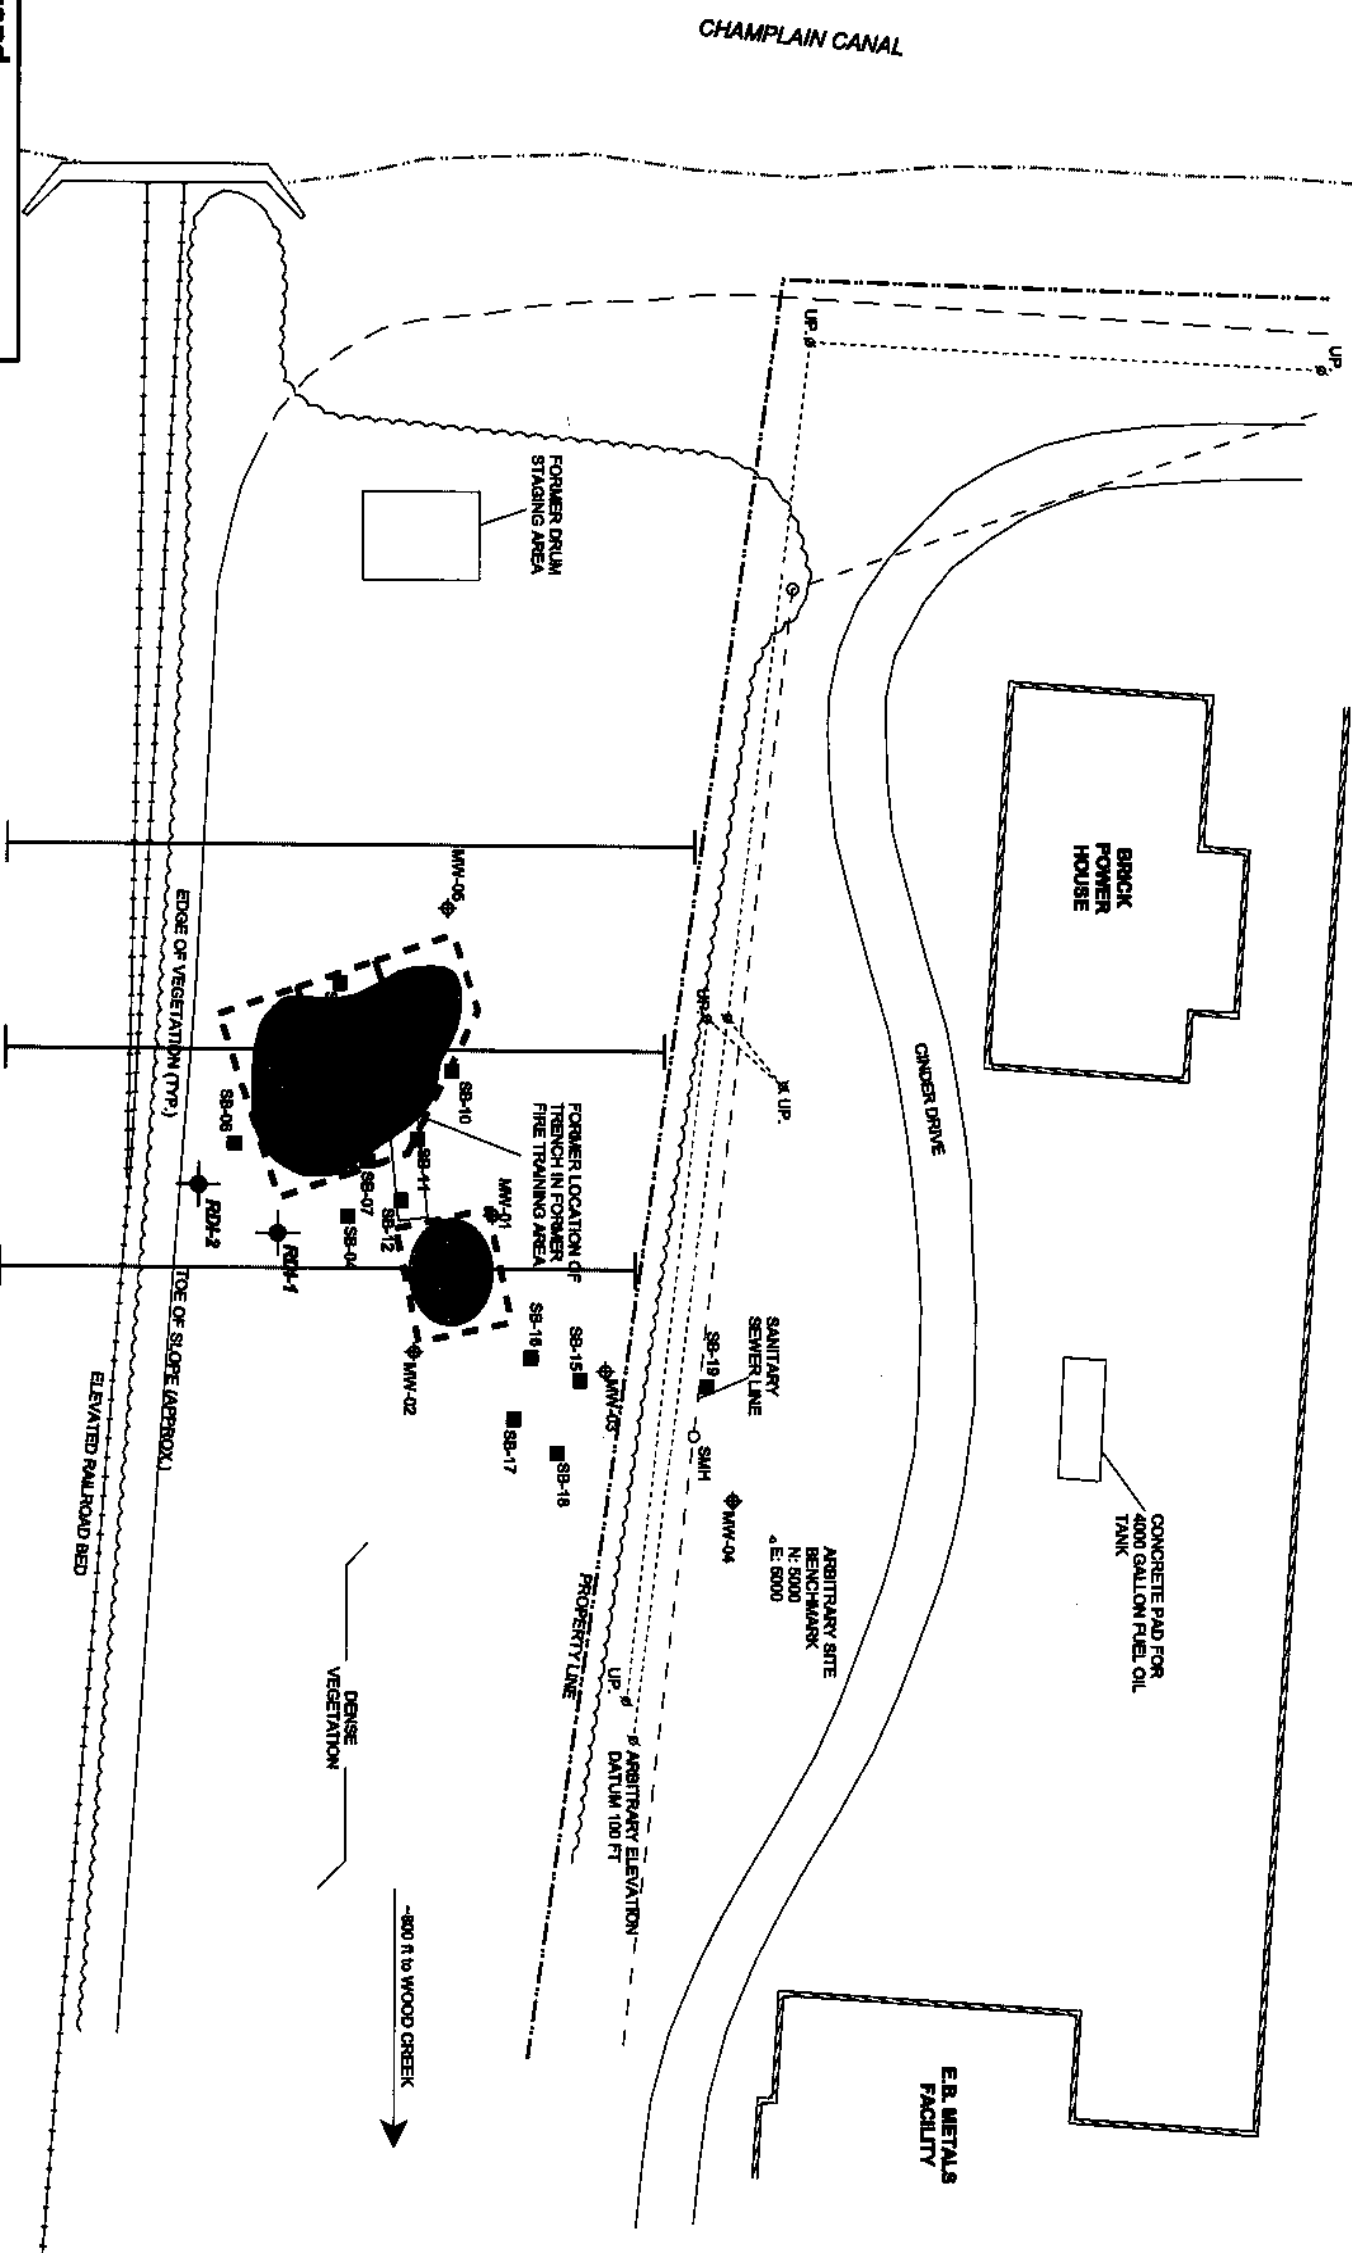 CHAMPLAIN CANAL
UP
UP.
FORMER DRUM
STAGING AREA
BRICK
POWER
HOUSE
MW-05
EDGE OF VEGETATION (TYP.)
UP.
UP.
CINDER DRIVE
SB-06
SB-10
SB-11
SB-07
SB-12
SB-04
FORMER LOCATION OF
TRENCH IN FORMER
FIRE TRAINING AREA
MW-01
RDI-2
RDI-1
TOE OF SLOPE (APPROX.)
ELEVATED RAILROAD BED
MW-02
SB-16
SB-15
MW-03
SB-17
SB-18
SB-19
SANITARY
SEWER LINE
SMH
MW-04
ARBITRARY SITE
BENCHMARK
N: 5000
E: 5000
CONCRETE PAD FOR
4000 GALLON FUEL OIL
TANK
PROPERTY LINE
UP.
ARBITRARY ELEVATION
DATUM 100 FT
DENSE
VEGETATION
~800 ft to WOOD CREEK
E.B. METALS
FACILITY